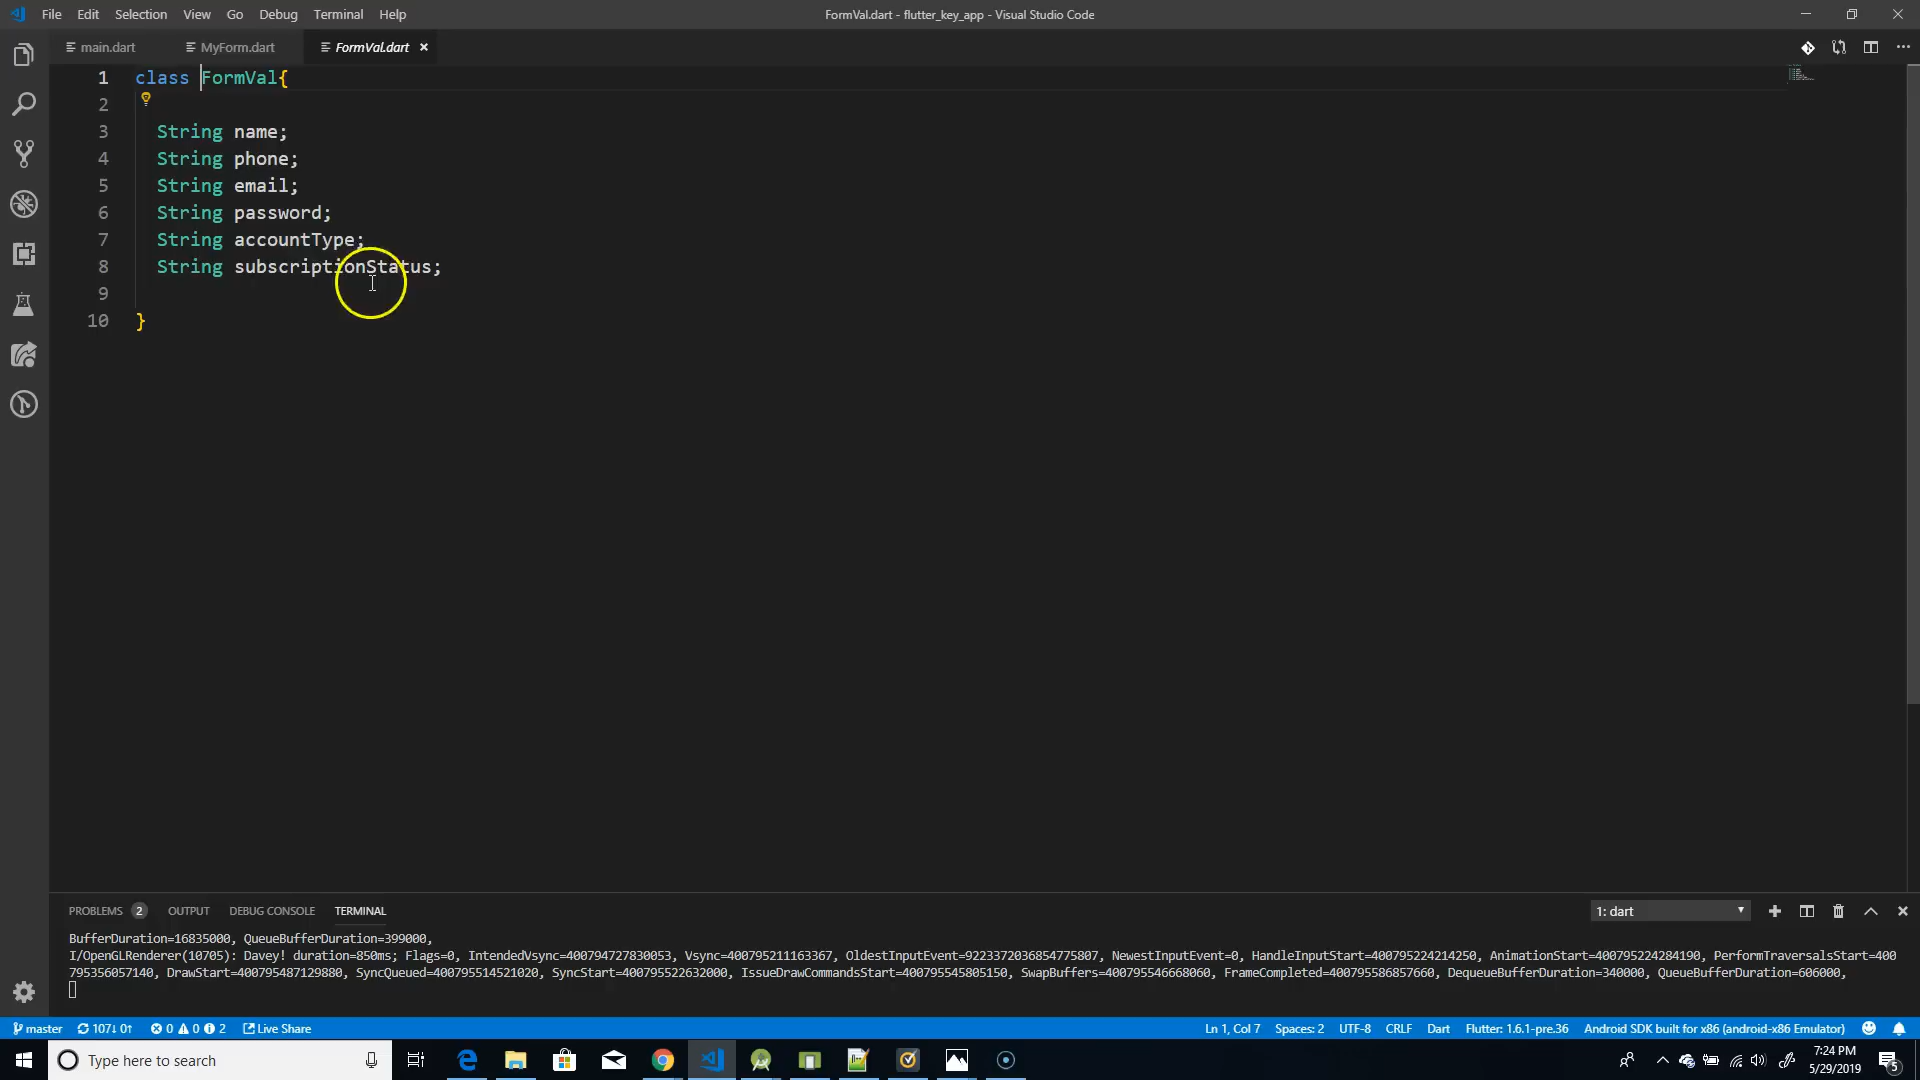 File Edit Selection View Go Debug Terminal Help
FormVal.dart - flutter_key_app - Visual Studio Code
main.dart MyForm.dart FormVal.dart
1 class FormVal{
2
3 String name;
4 String phone;
5 String email;
6 String password;
7 String accountType;
8 String subscriptionStatus;
9
10 }
PROBLEMS 2 OUTPUT DEBUG CONSOLE TERMINAL
1: dart
BufferDuration=16835000, QueueBufferDuration=399000,
I/OpenGLRenderer(10705): Davey! duration=850ms; Flags=0, IntendedVsync=400794727830053, Vsync=400795211163367, OldestInputEvent=9223372036854775807, NewestInputEvent=0, HandleInputStart=400795224214250, AnimationStart=400795224284190, PerformTraversalsStart=400
795356057140, DrawStart=400795487129880, SyncQueued=400795514521020, SyncStart=400795522632000, IssueDrawCommandsStart=400795545805150, SwapBuffers=400795546668060, FrameCompleted=400795586857660, DequeueBufferDuration=340000, QueueBufferDuration=606000,
master 107↓ 0↑ 0 0 2 Live Share
Ln 1, Col 7 Spaces: 2 UTF-8 CRLF Dart Flutter: 1.6.1-pre.36 Android SDK built for x86 (android-x86 Emulator)
Type here to search
7:24 PM
5/29/2019
5